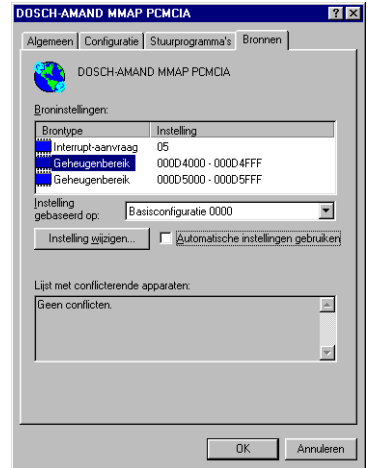 DOSCH-AMAND MMAP PCMCIA
Algemeen Configuratie Stuurprogramma's Bronnen
DOSCH-AMAND MMAP PCMCIA
Broninstellingen:
Brontype Instelling
Interrupt-aanvraag 05
Geheugenbereik 000D4000 - 000D4FFF
Geheugenbereik 000D5000 - 000D5FFF
Instelling
gebaseerd op: Basisconfiguratie 0000
Instelling wijzigen... Automatische instellingen gebruiken
Lijst met conflicterende apparaten:
Geen conflicten.
OK Annuleren